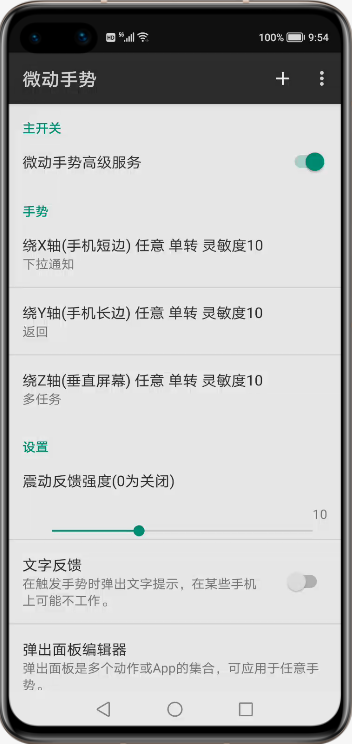 HD 5G 100% 9:54
微动手势
主开关
微动手势高级服务
手势
绕X轴(手机短边) 任意 单转 灵敏度10
下拉通知
绕Y轴(手机长边) 任意 单转 灵敏度10
返回
绕Z轴(垂直屏幕) 任意 单转 灵敏度10
多任务
设置
震动反馈强度(0为关闭)
10
文字反馈
在触发手势时弹出文字提示，在某些手机
上可能不工作。
弹出面板编辑器
弹出面板是多个动作或App的集合，可应用于任意手
势。